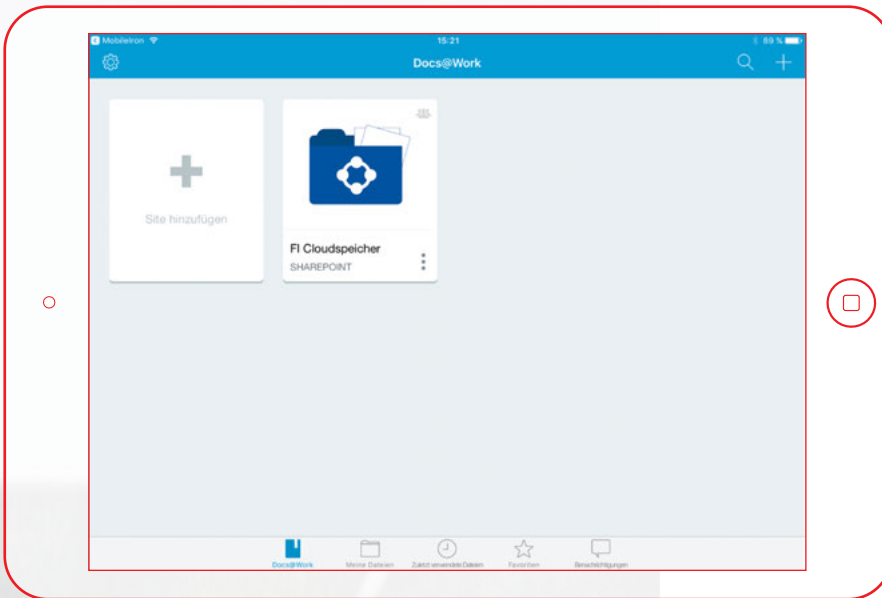 MobileIron 15:21 89 %
Docs@Work
Site hinzufügen
FI Cloudspeicher
SHAREPOINT
Docs@Work Meine Dateien Zuletzt verwendete Dateien Favoriten Benachrichtigungen